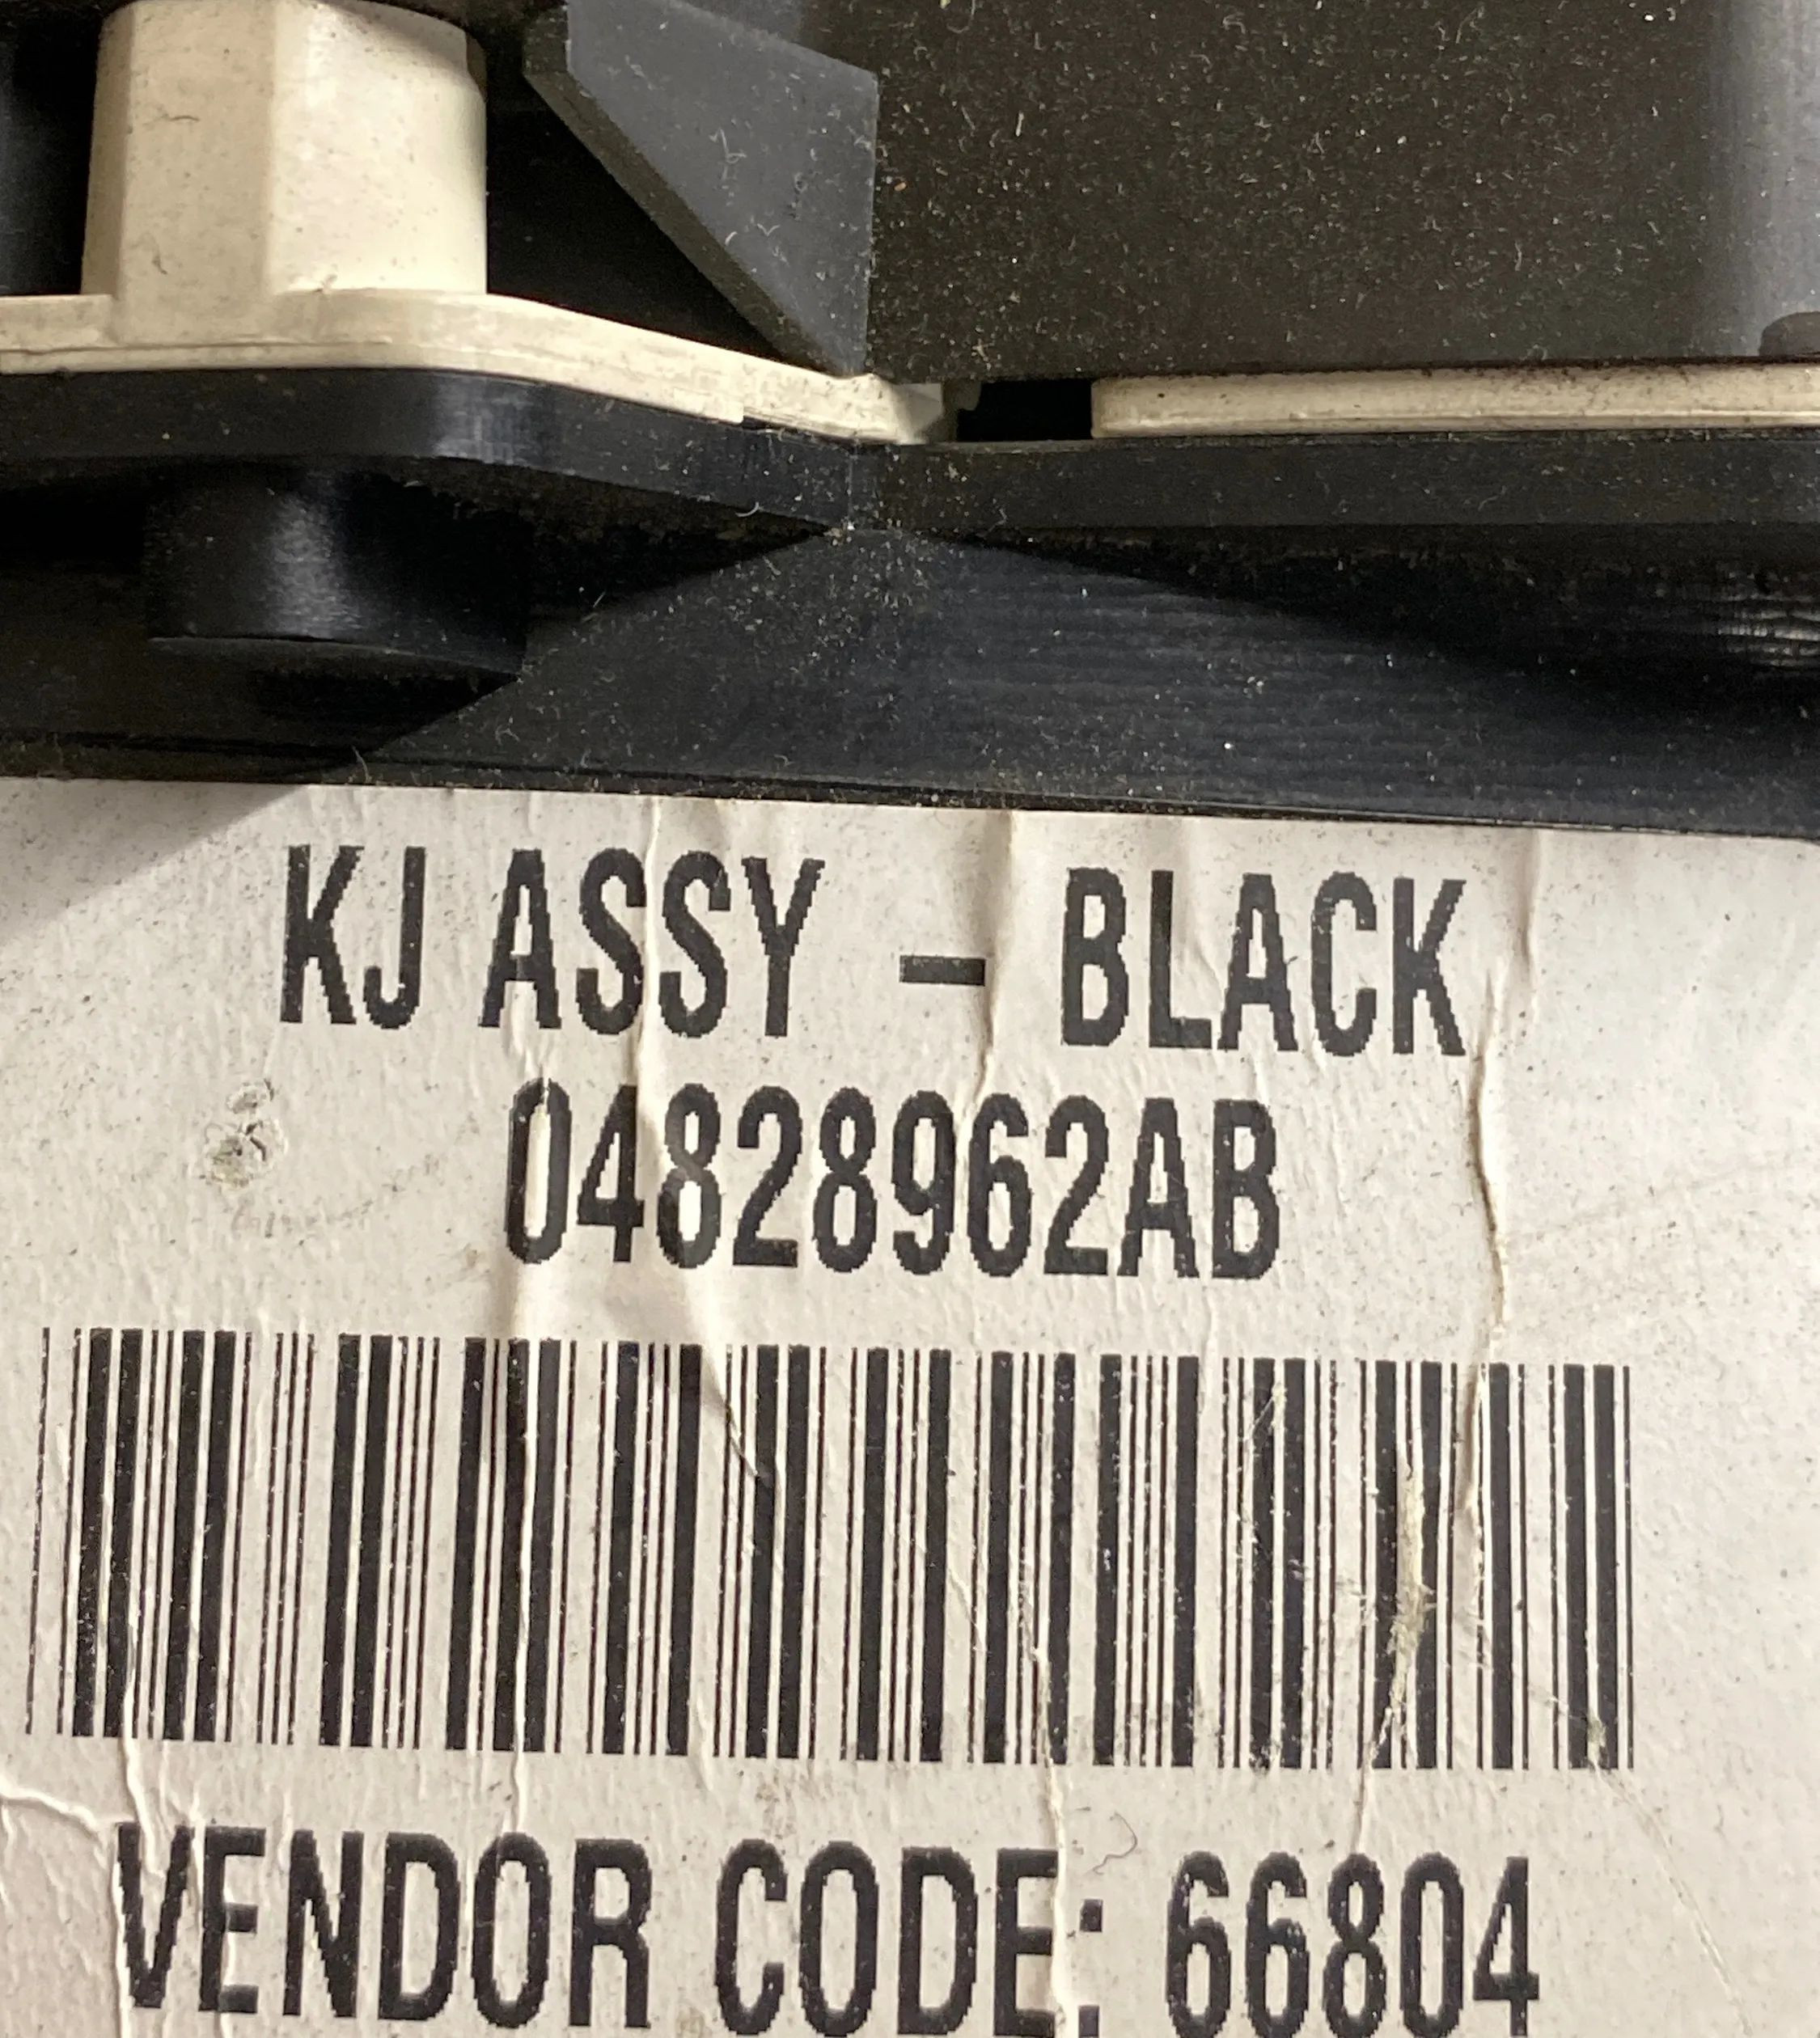 KJ ASSY – BLACK
04828962AB
VENDOR CODE: 66804